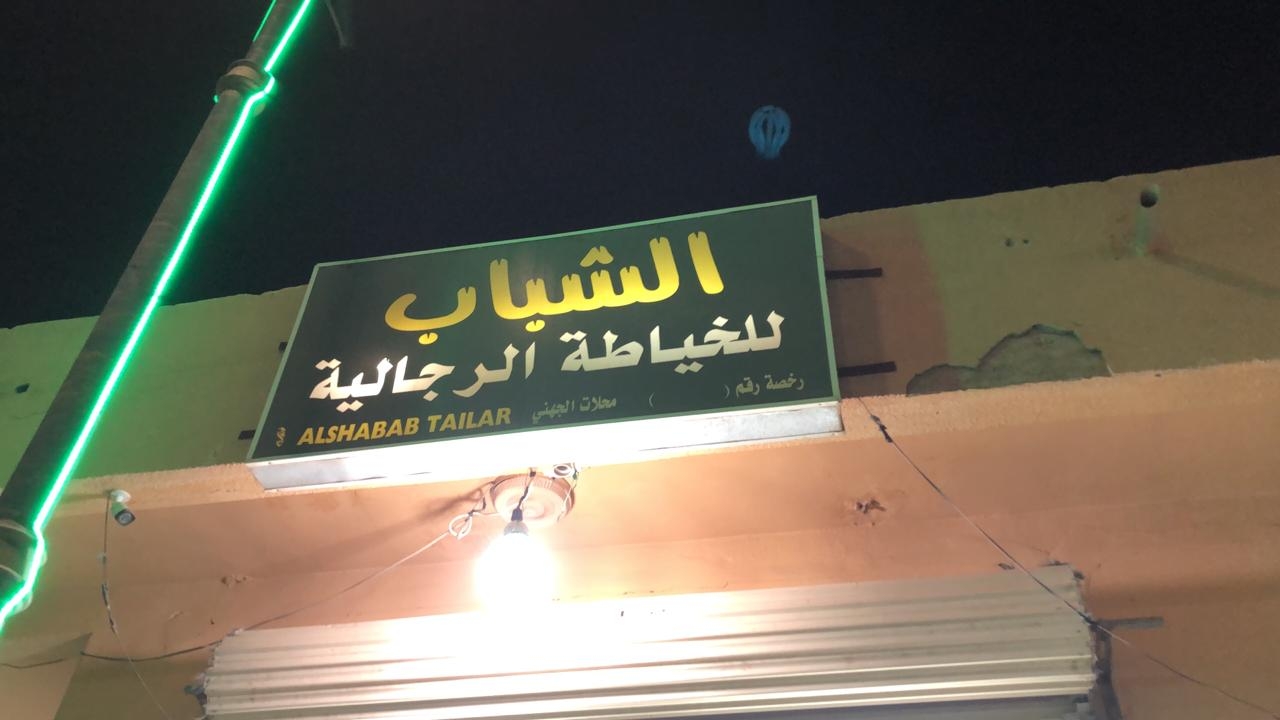 الشباب
للخياطة الرجالية
رخصة رقم ( ) محلات الجهني
ALSHABAB TAILAR